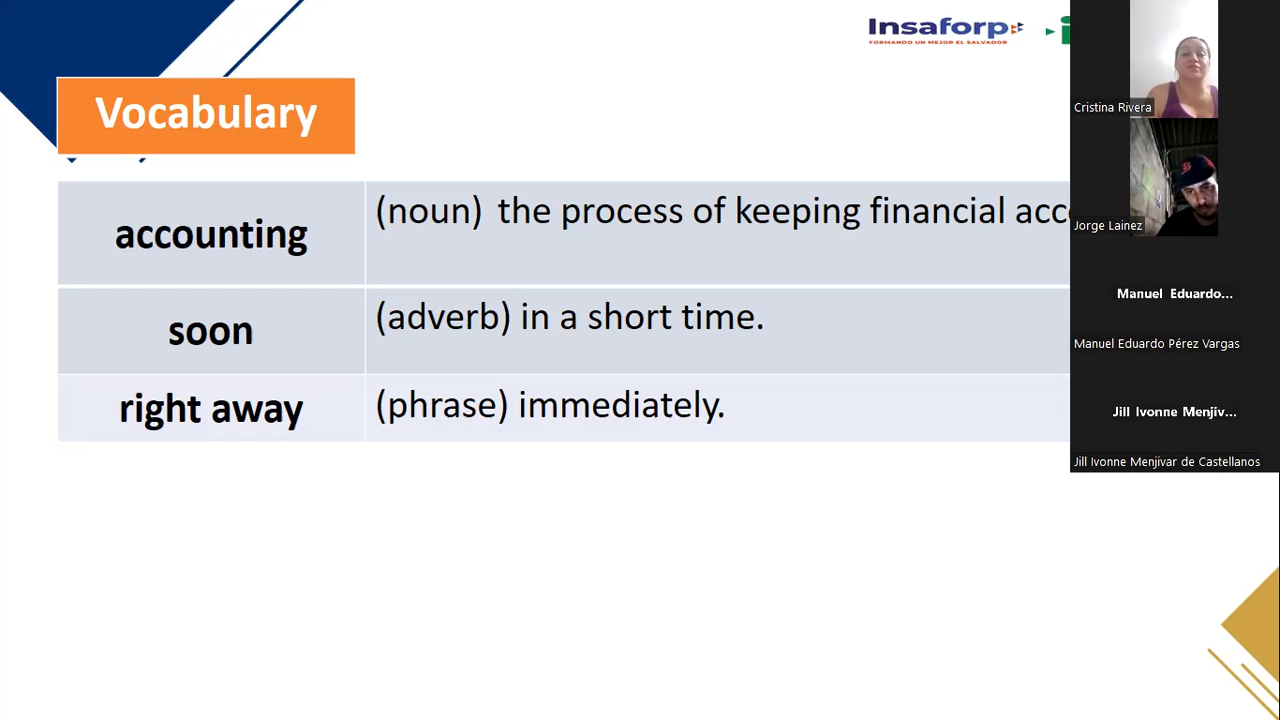 Insaforp
FORMANDO UN MEJOR EL SALVADOR
Vocabulary
accounting
(noun) the process of keeping financial
soon
(adverb) in a short time.
right away
(phrase) immediately.
Cristina Rivera
Jorge Lainez
Manuel Eduardo...
Manuel Eduardo Pérez Vargas
Jill Ivonne Menjiv...
Jill Ivonne Menjivar de Castellanos